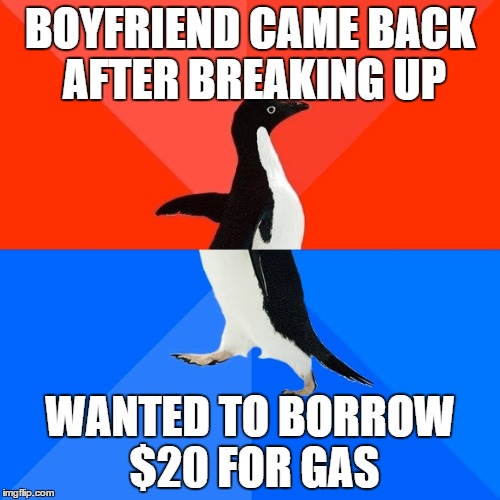 BOYFRIEND CAME BACK
AFTER BREAKING UP
WANTED TO BORROW
$20 FOR GAS
imgflip.com